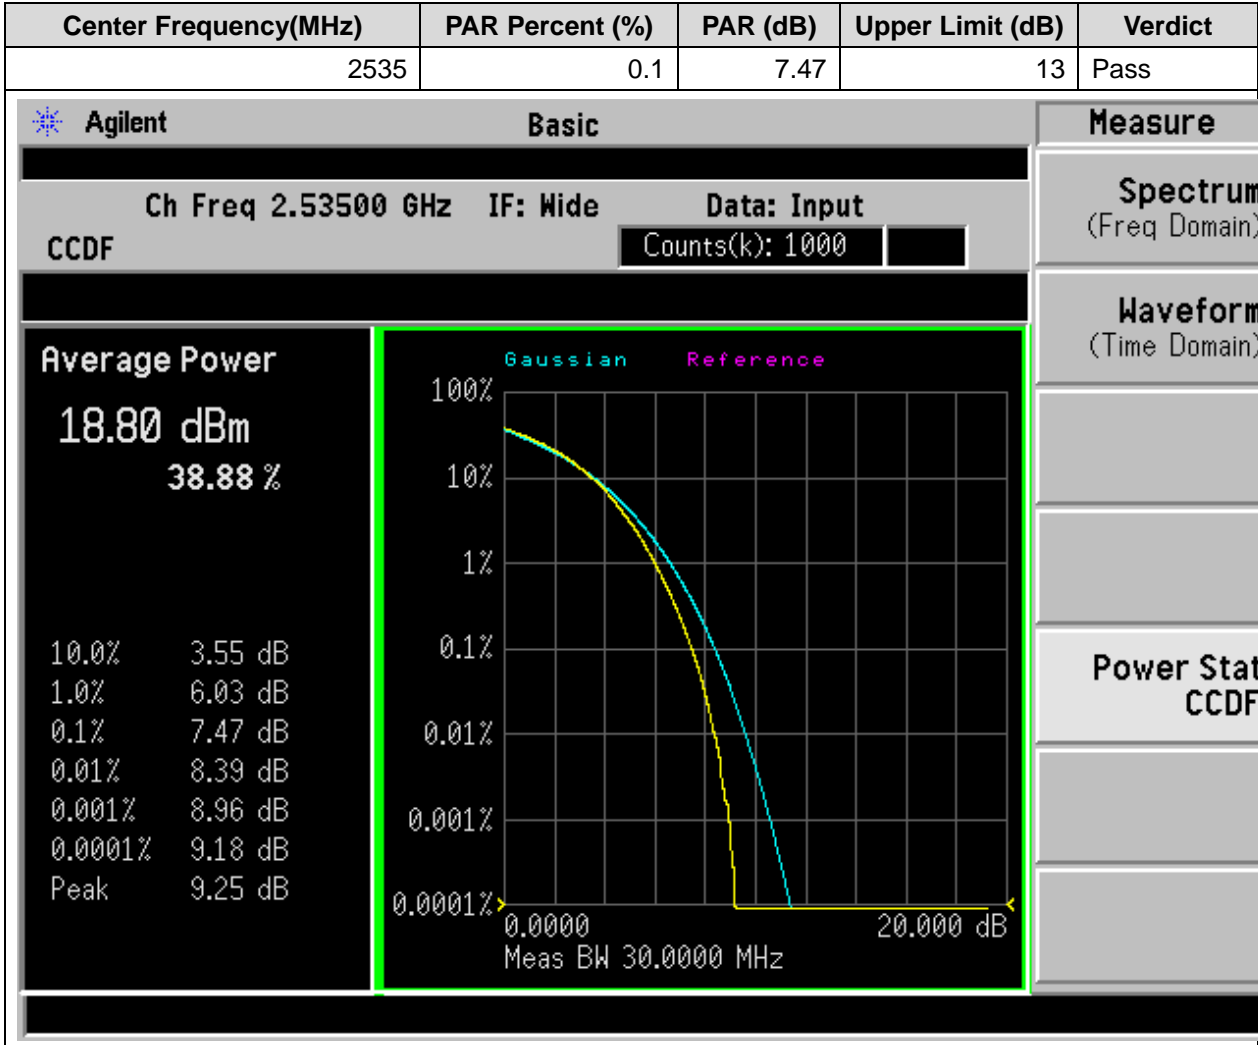 Center Frequency(MHz) PAR Percent (%) PAR (dB) Upper Limit (dB) Verdict
2535 0.1 7.47 13 Pass
Agilent Basic Measure
Ch Freq 2.53500 GHz IF: Wide Data: Input
CCDF Counts(k): 1000
Spectrum
(Freq Domain)
Waveform
(Time Domain)
Power Stat
CCDF
Average Power
18.80 dBm
38.88 %
10.0% 3.55 dB
1.0% 6.03 dB
0.1% 7.47 dB
0.01% 8.39 dB
0.001% 8.96 dB
0.0001% 9.18 dB
Peak 9.25 dB
Gaussian Reference
100%
10%
1%
0.1%
0.01%
0.001%
0.0001%
0.0000 20.000 dB
Meas BW 30.0000 MHz